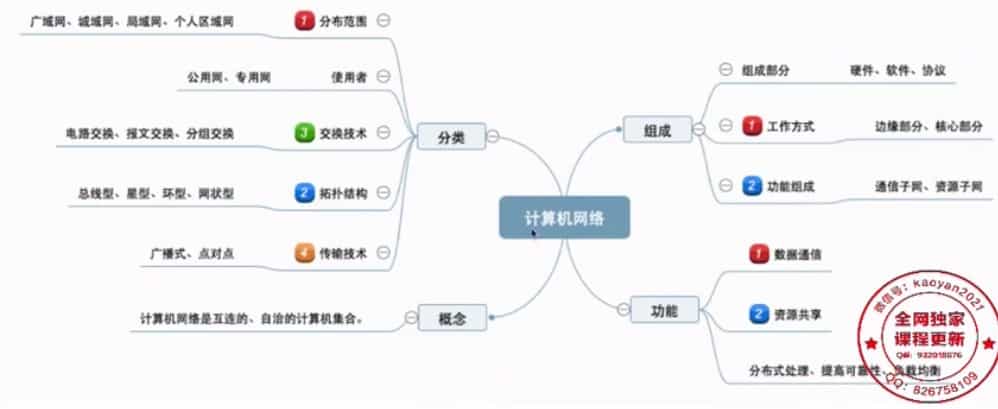 计算机网络
分类
1 分布范围
广域网、城域网、局域网、个人区域网
使用者
公用网、专用网
3 交换技术
电路交换、报文交换、分组交换
2 拓扑结构
总线型、星型、环型、网状型
4 传输技术
广播式、点对点
概念
计算机网络是互连的、自治的计算机集合。
组成
组成部分
硬件、软件、协议
1 工作方式
边缘部分、核心部分
2 功能组成
通信子网、资源子网
功能
1 数据通信
2 资源共享
分布式处理、提高可靠性、负载均衡
微信号：kaoyan2021
全网独家
课程更新
QQ: 826758109